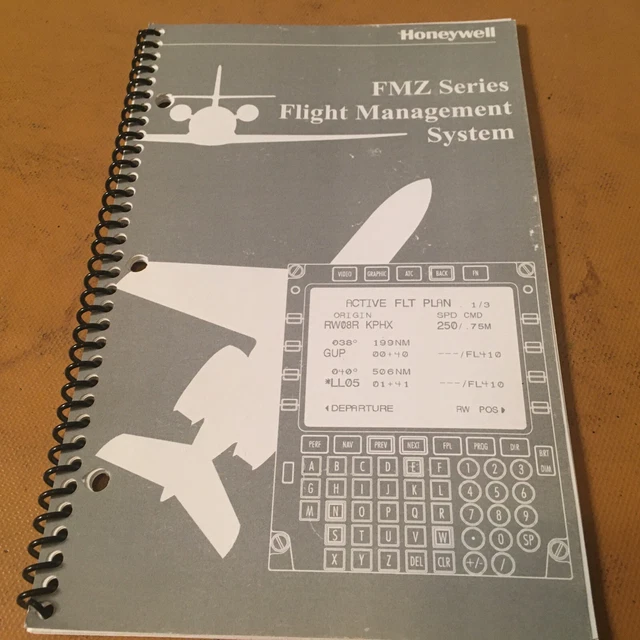 Honeywell
FMZ Series
Flight Management
System
VIDEO GRAPHIC ATC BACK FN
ACTIVE FLT PLAN 1/3
ORIGIN SPD CMD
RW08R KPHX 250/.75M
038° 199NM
GUP 00+40 ---/FL410
040° 506NM
*LL05 01+41 ---/FL410
◂DEPARTURE RW POS▸
PERF NAV PREV NEXT FPL PROG DIR
BRT
DIM
A B C D E F 1 2 3
G H I J K L 4 5 6
M N O P Q R 7 8 9
S T U V W • 0 SP
X Y Z DEL CLR +/- /